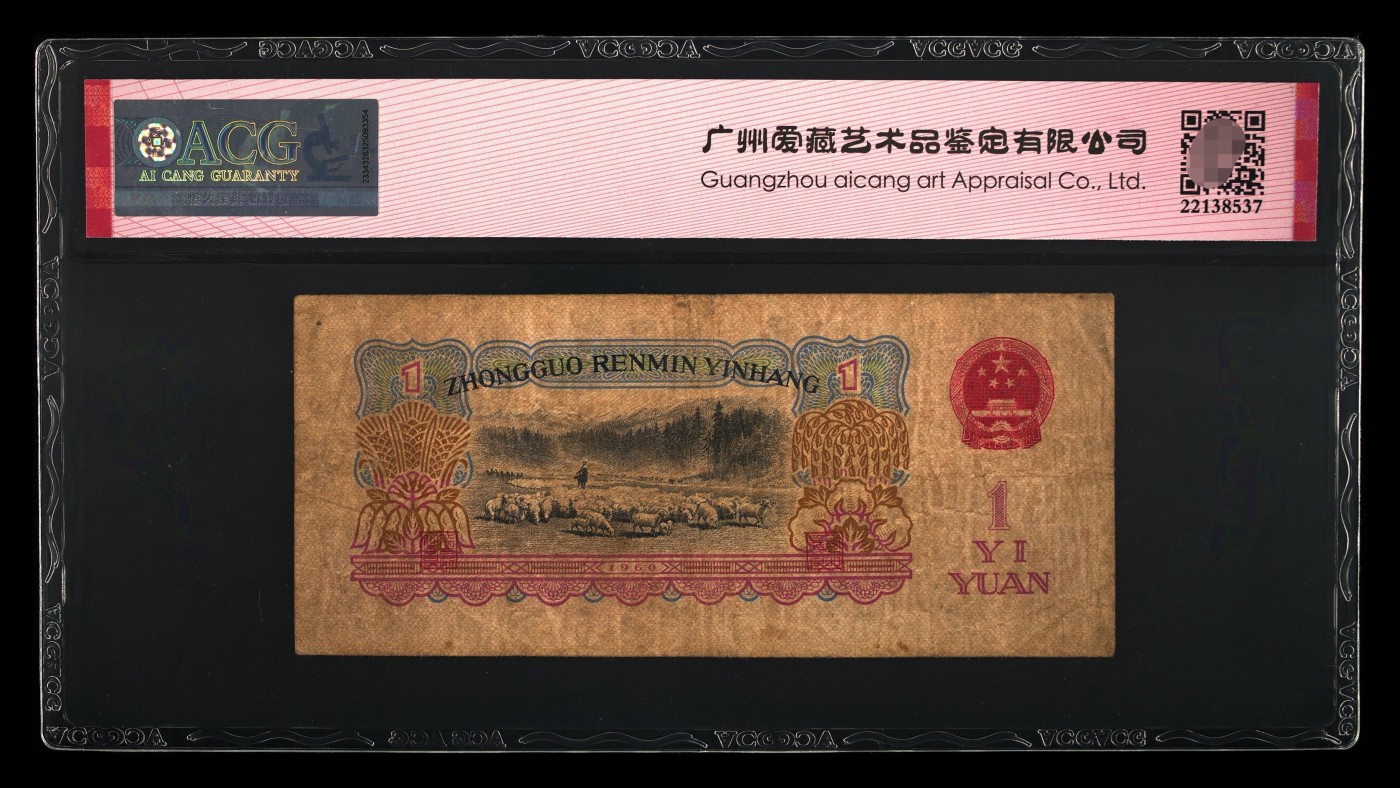 ACG
AI CANG GUARANTY
广州爱藏艺术品鉴定有限公司
Guangzhou aicang art Appraisal Co., Ltd.
22138537
1
ZHONGGUO RENMIN YINHANG
1
1
YI
YUAN
1960